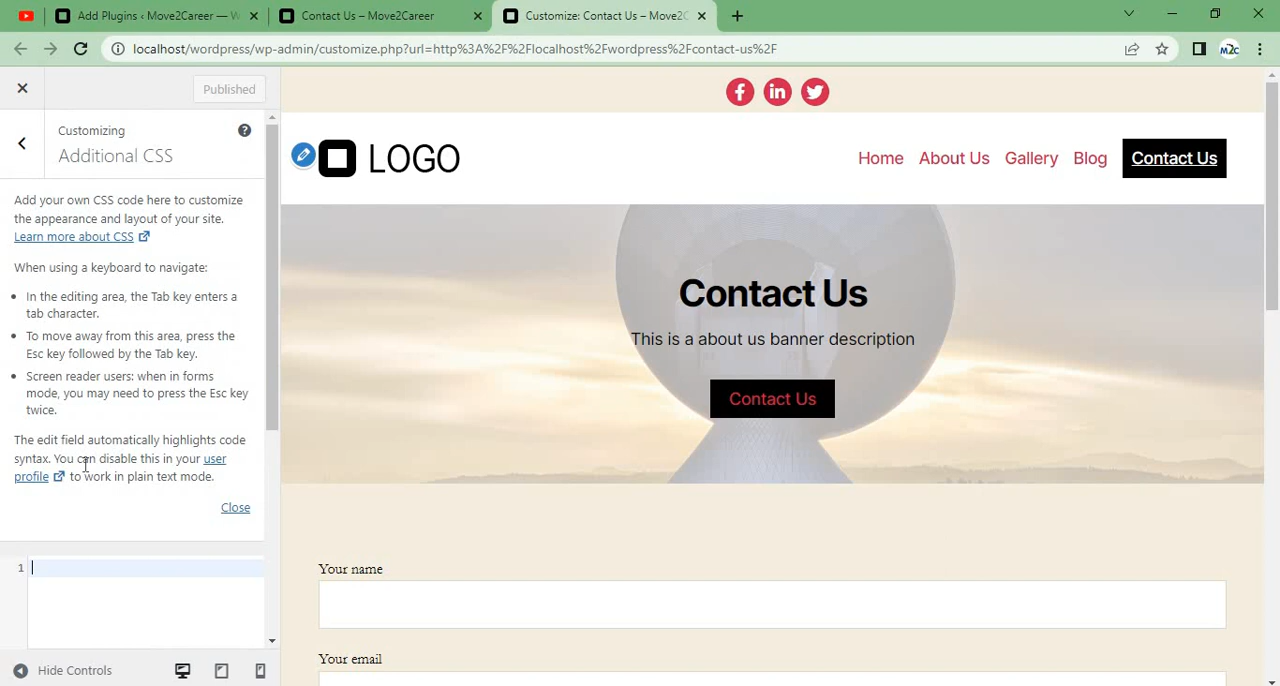 Add Plugins ‹ Move2Career — W
Contact Us – Move2Career
Customize: Contact Us – Move2C
localhost/wordpress/wp-admin/customize.php?url=http%3A%2F%2Flocalhost%2Fwordpress%2Fcontact-us%2F
M2C
Published
Customizing
Additional CSS
Add your own CSS code here to customize
the appearance and layout of your site.
Learn more about CSS
When using a keyboard to navigate:
In the editing area, the Tab key enters a
tab character.
To move away from this area, press the
Esc key followed by the Tab key.
Screen reader users: when in forms
mode, you may need to press the Esc key
twice.
The edit field automatically highlights code
syntax. You can disable this in your user
profile to work in plain text mode.
Close
1
Hide Controls
LOGO
Home About Us Gallery Blog Contact Us
Contact Us
This is a about us banner description
Contact Us
Your name
Your email